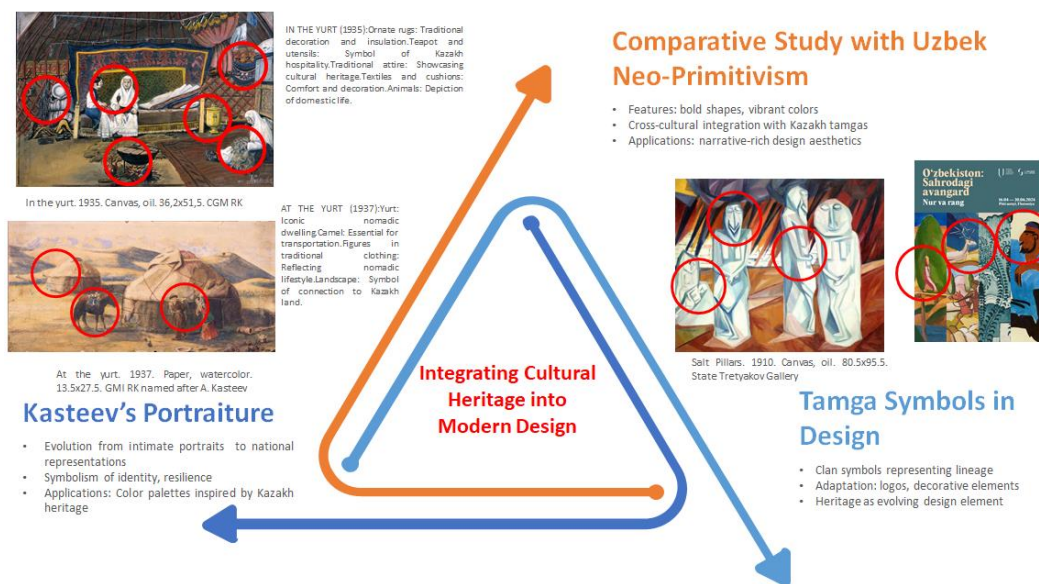 IN THE YURT (1935):Ornate rugs: Traditional
decoration and insulation.Teapot and
utensils: Symbol of Kazakh
hospitality.Traditional attire: Showcasing
cultural heritage.Textiles and cushions:
Comfort and decoration.Animals: Depiction
of domestic life.
In the yurt. 1935. Canvas, oil. 36,2x51,5. CGM RK
AT THE YURT (1937):Yurt:
Iconic nomadic
dwelling.Camel: Essential for
transportation.Figures in
traditional clothing:
Reflecting nomadic
lifestyle.Landscape: Symbol
of connection to Kazakh
land.
At the yurt. 1937. Paper, watercolor.
13.5x27.5. GMI RK named after A. Kasteev
Kasteev's Portraiture
• Evolution from intimate portraits to national
representations
• Symbolism of identity, resilience
• Applications: Color palettes inspired by Kazakh
heritage
Integrating Cultural
Heritage into
Modern Design
Comparative Study with Uzbek
Neo-Primitivism
• Features: bold shapes, vibrant colors
• Cross-cultural integration with Kazakh tamgas
• Applications: narrative-rich design aesthetics
O'zbekiston:
Sahrodagi
avangard
Nur va rang
Salt Pillars. 1910. Canvas, oil. 80.5x95.5.
State Tretyakov Gallery
Tamga Symbols in
Design
• Clan symbols representing lineage
• Adaptation: logos, decorative elements
• Heritage as evolving design element